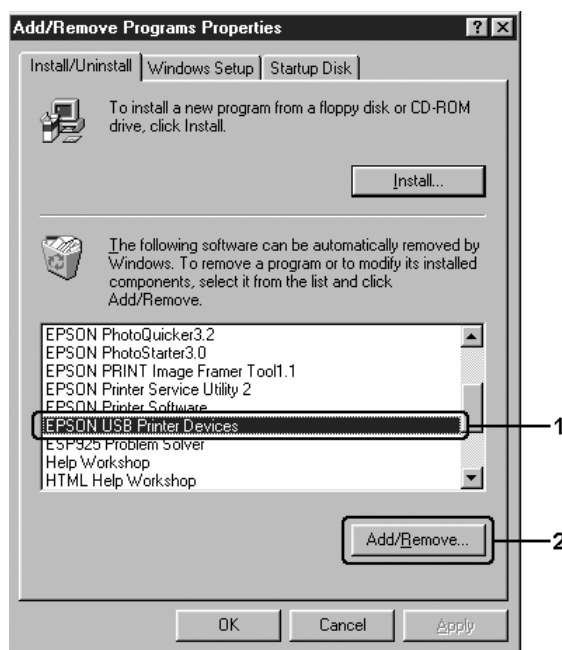 Add/Remove Programs Properties
? X
Install/Uninstall Windows Setup Startup Disk
To install a new program from a floppy disk or CD-ROM
drive, click Install.
Install...
The following software can be automatically removed by
Windows. To remove a program or to modify its installed
components, select it from the list and click
Add/Remove.
EPSON PhotoQuicker3.2
EPSON PhotoStarter3.0
EPSON PRINT Image Framer Tool1.1
EPSON Printer Service Utility 2
EPSON Printer Software
EPSON USB Printer Devices
1
ESP925 Problem Solver
Help Workshop
HTML Help Workshop
Add/Remove...
2
OK Cancel Apply